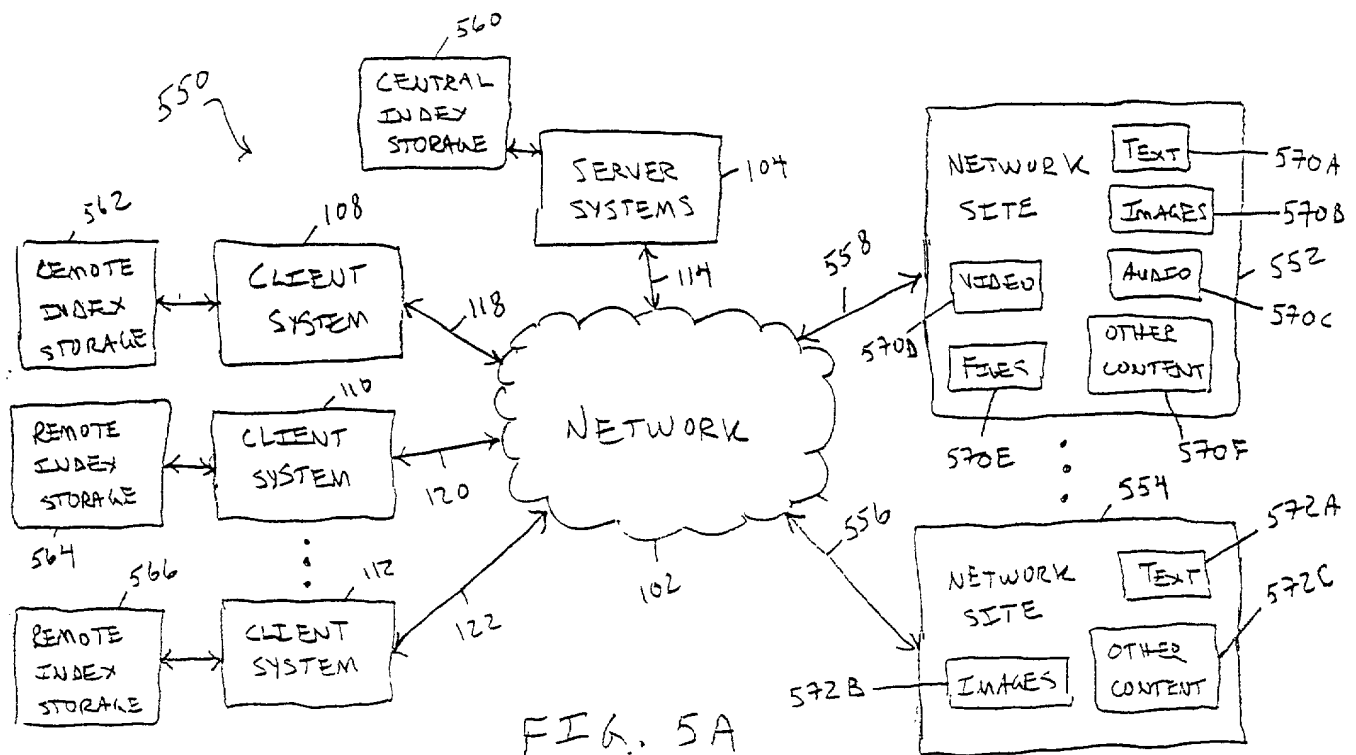 550
560
CENTRAL
INDEX
STORAGE
SERVER
SYSTEMS
104
114
562
REMOTE
INDEX
STORAGE
108
CLIENT
SYSTEM
118
REMOTE
INDEX
STORAGE
564
110
CLIENT
SYSTEM
120
566
REMOTE
INDEX
STORAGE
112
CLIENT
SYSTEM
122
NETWORK
102
558
556
NETWORK
SITE
TEXT
570A
IMAGES
570B
552
AUDIO
570C
VIDEO
570D
FILES
570E
OTHER
CONTENT
570F
554
NETWORK
SITE
TEXT
572A
572C
OTHER
CONTENT
572B
IMAGES
FIG. 5A